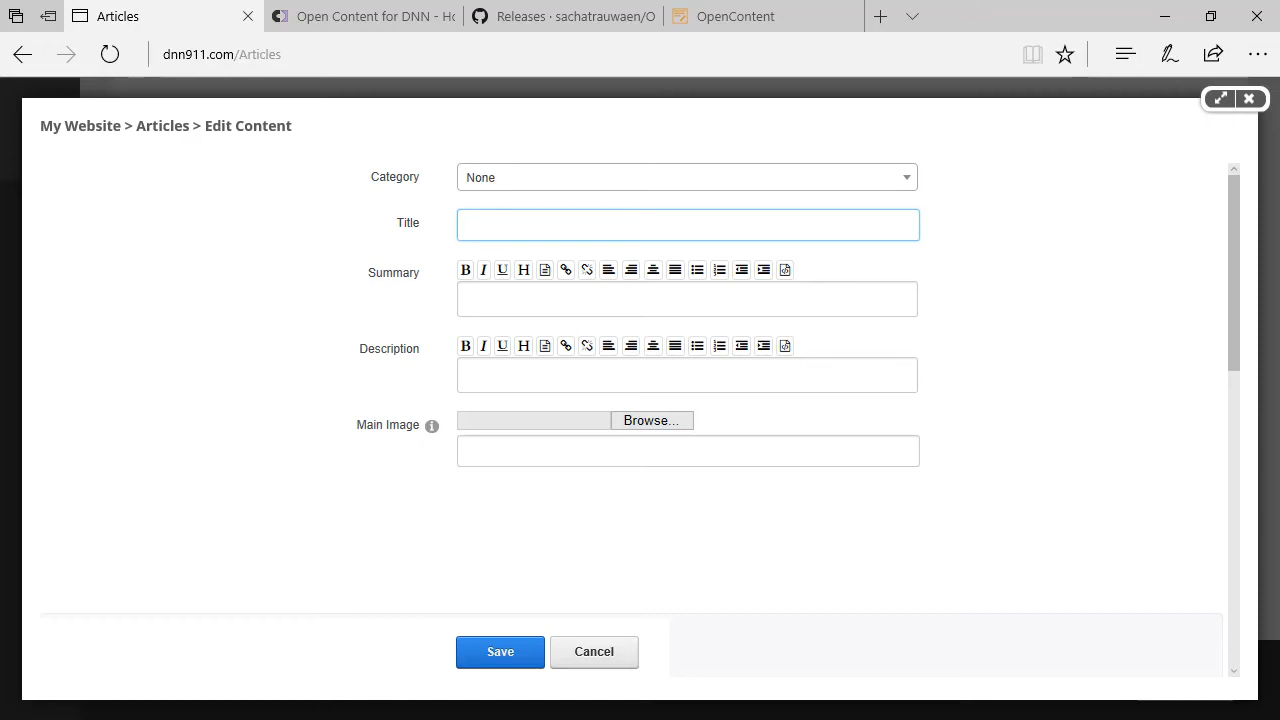 Articles
Open Content for DNN - Ho
Releases · sachatrauwaen/O
OpenContent
dnn911.com/Articles
My Website > Articles > Edit Content
Category
None
Title
Summary
B I U H
Description
B I U H
Main Image
Browse...
Save
Cancel